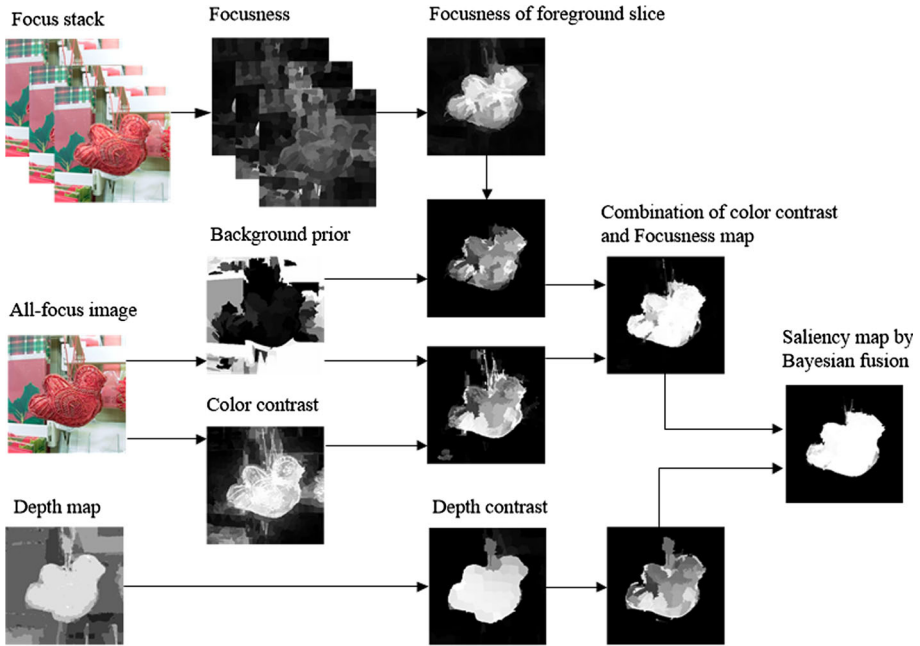 Focus stack
Focusness
Focusness of foreground slice
Background prior
Combination of color contrast
and Focusness map
All-focus image
Saliency map by
Bayesian fusion
Color contrast
Depth map
Depth contrast